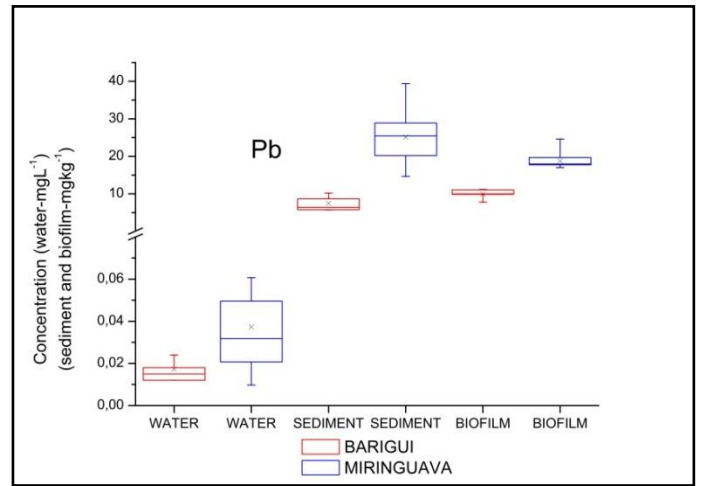 Concentration (water-mgL⁻¹)
(sediment and biofilm-mgkg⁻¹)
40
30
20
10
0,06
0,04
0,02
0,00
Pb
WATER WATER SEDIMENT SEDIMENT BIOFILM BIOFILM
BARIGUI
MIRINGUAVA